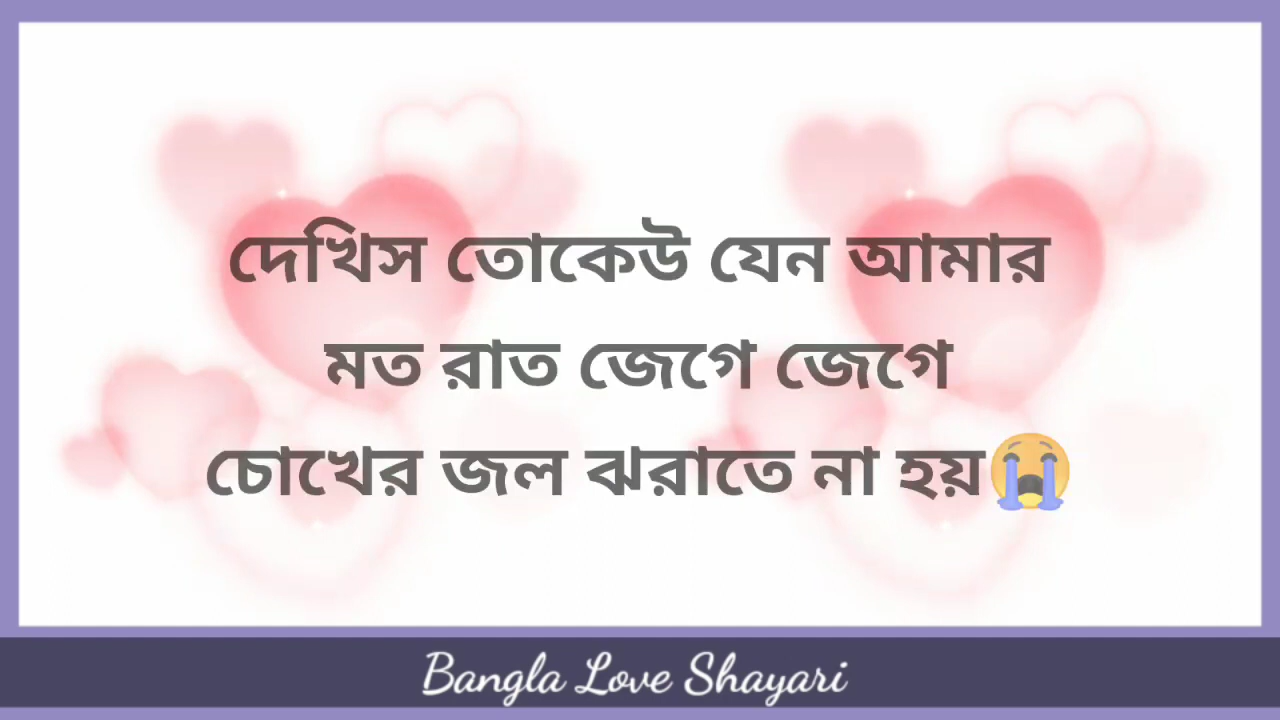 দেখিস তোকেউ যেন আমার
মত রাত জেগে জেগে
চোখের জল ঝরাতে না হয়😭
Bangla Love Shayari